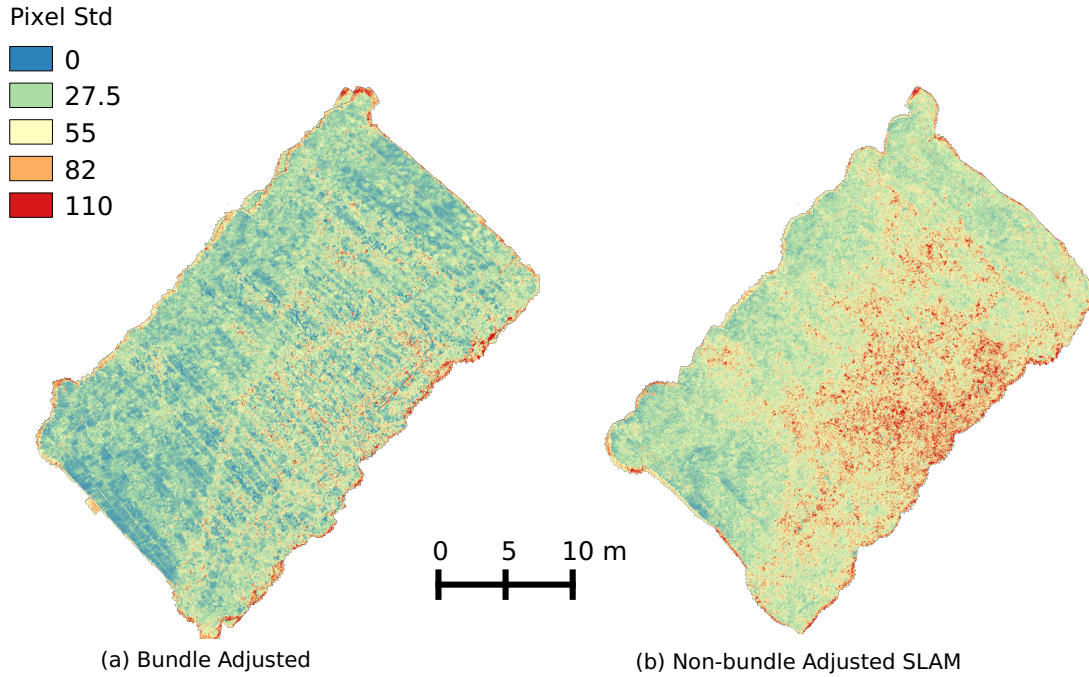 Pixel Std
0
27.5
55
82
110
0 5 10 m
(a) Bundle Adjusted
(b) Non-bundle Adjusted SLAM